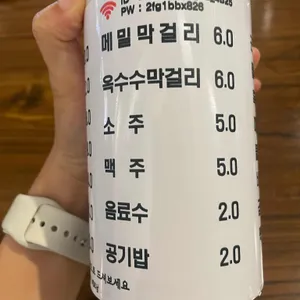 PW : 2fg1bbx826
메밀막걸리 6.0
옥수수막걸리 6.0
소 주 5.0
맥 주 5.0
음료수 2.0
공기밥 2.0